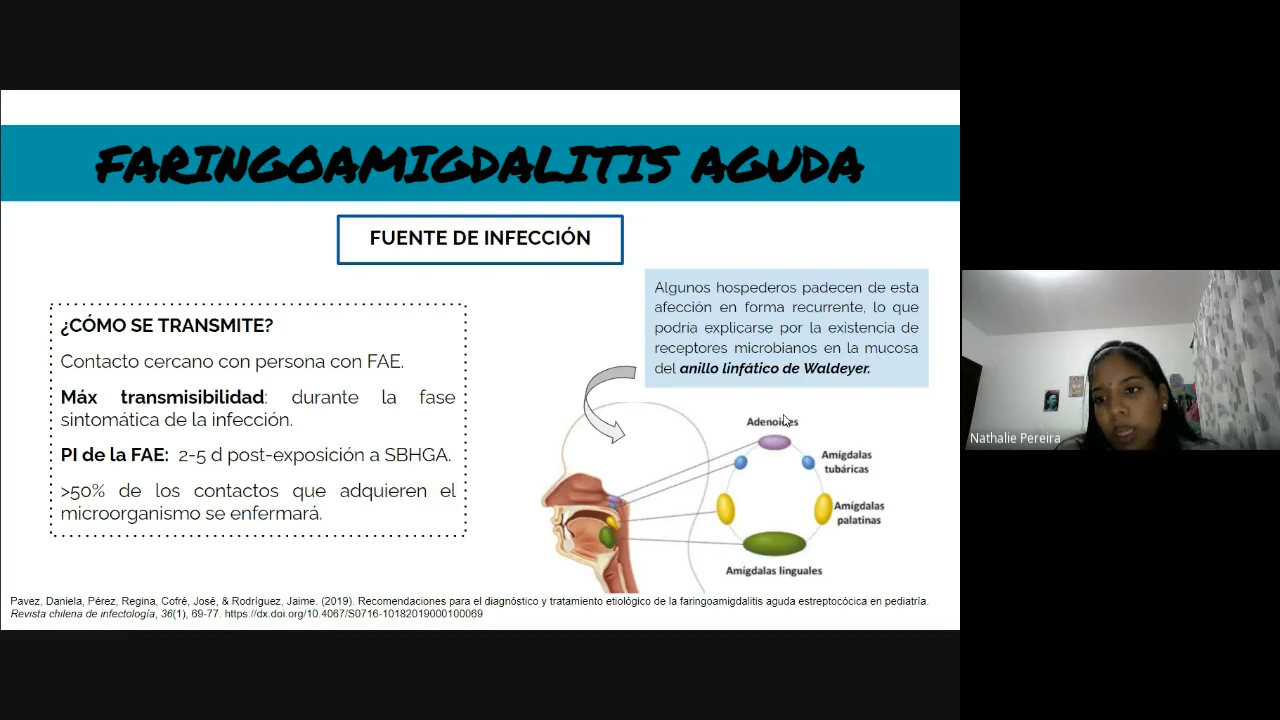 FARINGOAMIGDALITIS AGUDA
FUENTE DE INFECCIÓN
¿CÓMO SE TRANSMITE?
Contacto cercano con persona con FAE.
Máx transmisibilidad: durante la fase
sintomática de la infección.
PI de la FAE: 2-5 d post-exposición a SBHGA.
>50% de los contactos que adquieren el
microorganismo se enfermará.
Algunos hospederos padecen de esta
afección en forma recurrente, lo que
podría explicarse por la existencia de
receptores microbianos en la mucosa
del anillo linfático de Waldeyer.
Adenoides
Amígdalas
tubáricas
Amígdalas
palatinas
Amígdalas linguales
Pavez, Daniela, Pérez, Regina, Cofré, José, & Rodríguez, Jaime. (2019). Recomendaciones para el diagnóstico y tratamiento etiológico de la faringoamigdalitis aguda estreptocócica en pediatría.
Revista chilena de infectología, 36(1), 69-77. https://dx.doi.org/10.4067/S0716-10182019000100069
Nathalie Pereira